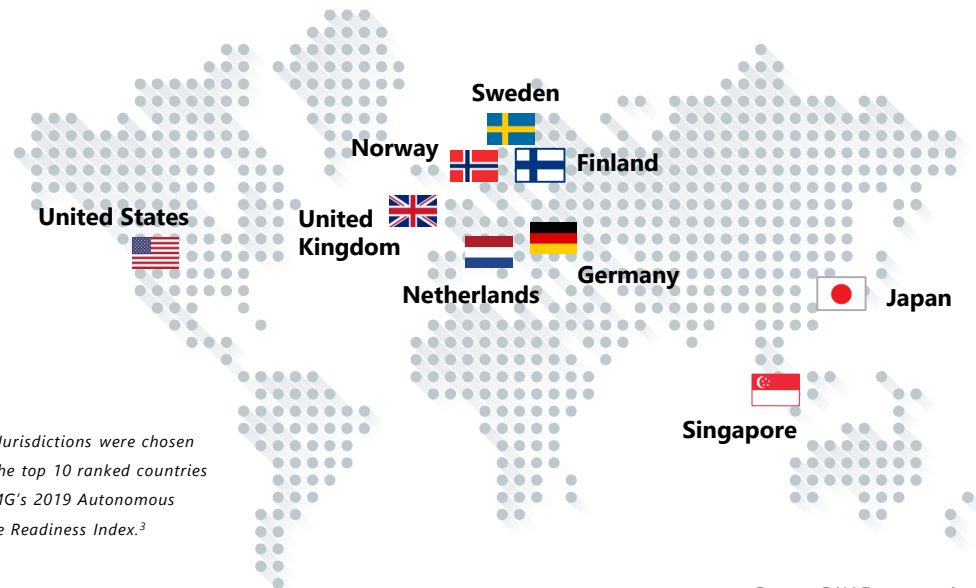 Sweden
Norway
Finland
United States
United
Kingdom
Germany
Netherlands
Japan
Singapore
Jurisdictions were chosen
he top 10 ranked countries
MG's 2019 Autonomous
e Readiness Index.3